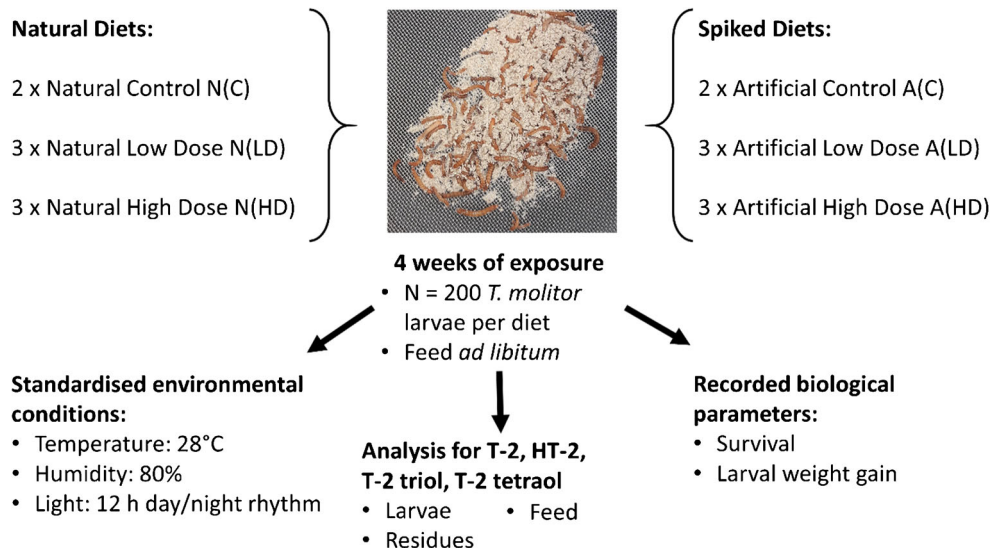 Natural Diets:
2 x Natural Control N(C)
3 x Natural Low Dose N(LD)
3 x Natural High Dose N(HD)
Spiked Diets:
2 x Artificial Control A(C)
3 x Artificial Low Dose A(LD)
3 x Artificial High Dose A(HD)
4 weeks of exposure
• N = 200 T. molitor
larvae per diet
• Feed ad libitum
Standardised environmental
conditions:
• Temperature: 28°C
• Humidity: 80%
• Light: 12 h day/night rhythm
Analysis for T-2, HT-2,
T-2 triol, T-2 tetraol
• Larvae • Feed
• Residues
Recorded biological
parameters:
• Survival
• Larval weight gain